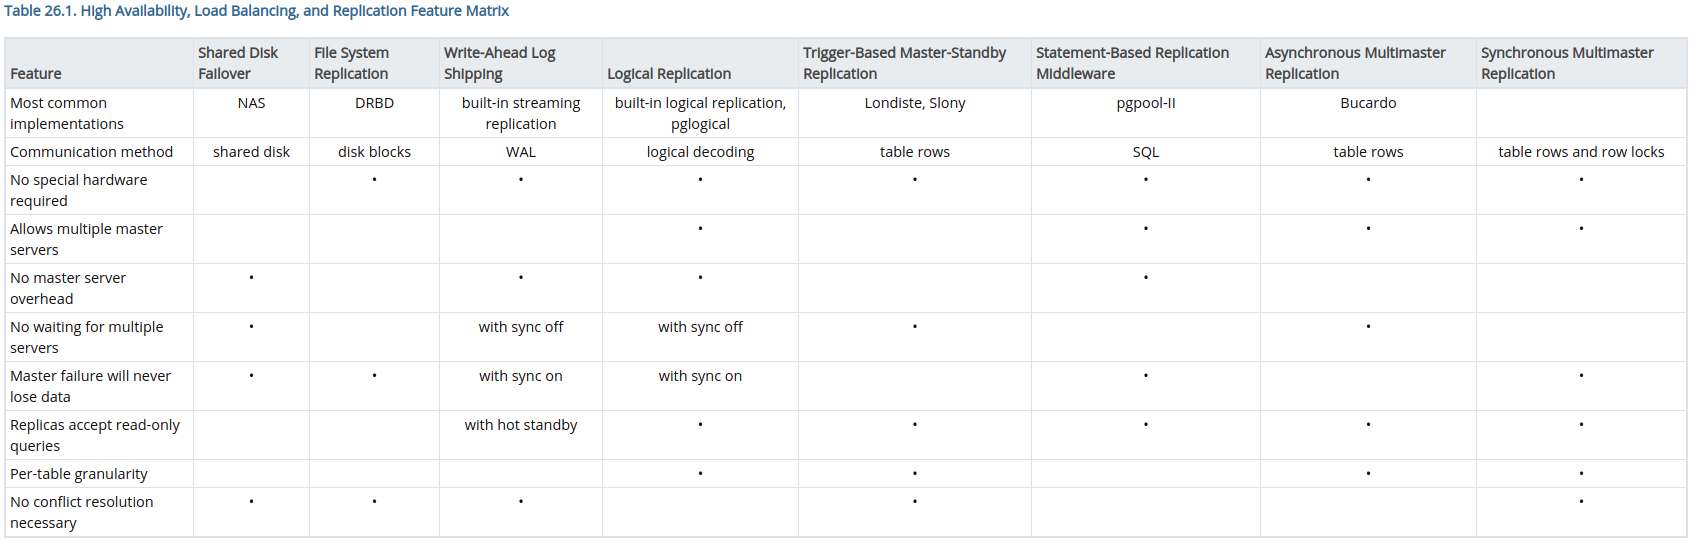 Table 26.1. High Availability, Load Balancing, and Replication Feature Matrix
Feature Shared Disk Failover File System Replication Write-Ahead Log Shipping Logical Replication Trigger-Based Master-Standby Replication Statement-Based Replication Middleware Asynchronous Multimaster Replication Synchronous Multimaster Replication
Most common implementations NAS DRBD built-in streaming replication built-in logical replication, pglogical Londiste, Slony pgpool-II Bucardo
Communication method shared disk disk blocks WAL logical decoding table rows SQL table rows table rows and row locks
No special hardware required • • • • • • •
Allows multiple master servers • • • •
No master server overhead • • • •
No waiting for multiple servers • with sync off with sync off • •
Master failure will never lose data • • with sync on with sync on • •
Replicas accept read-only queries with hot standby • • • • •
Per-table granularity • • • •
No conflict resolution necessary • • • • •